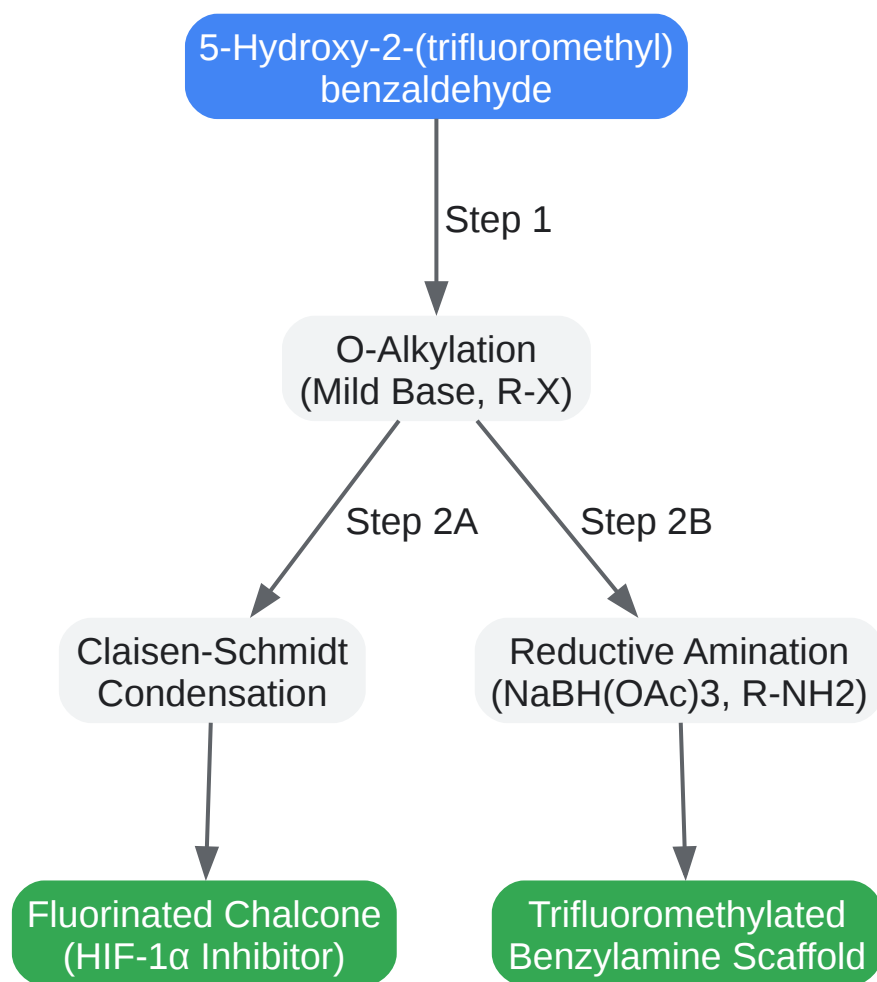 5-Hydroxy-2-(trifluoromethyl)
benzaldehyde
Step 1
O-Alkylation
(Mild Base, R-X)
Step 2A
Step 2B
Claisen-Schmidt
Condensation
Reductive Amination
(NaBH(OAc)3, R-NH2)
Fluorinated Chalcone
(HIF-1α Inhibitor)
Trifluoromethylated
Benzylamine Scaffold